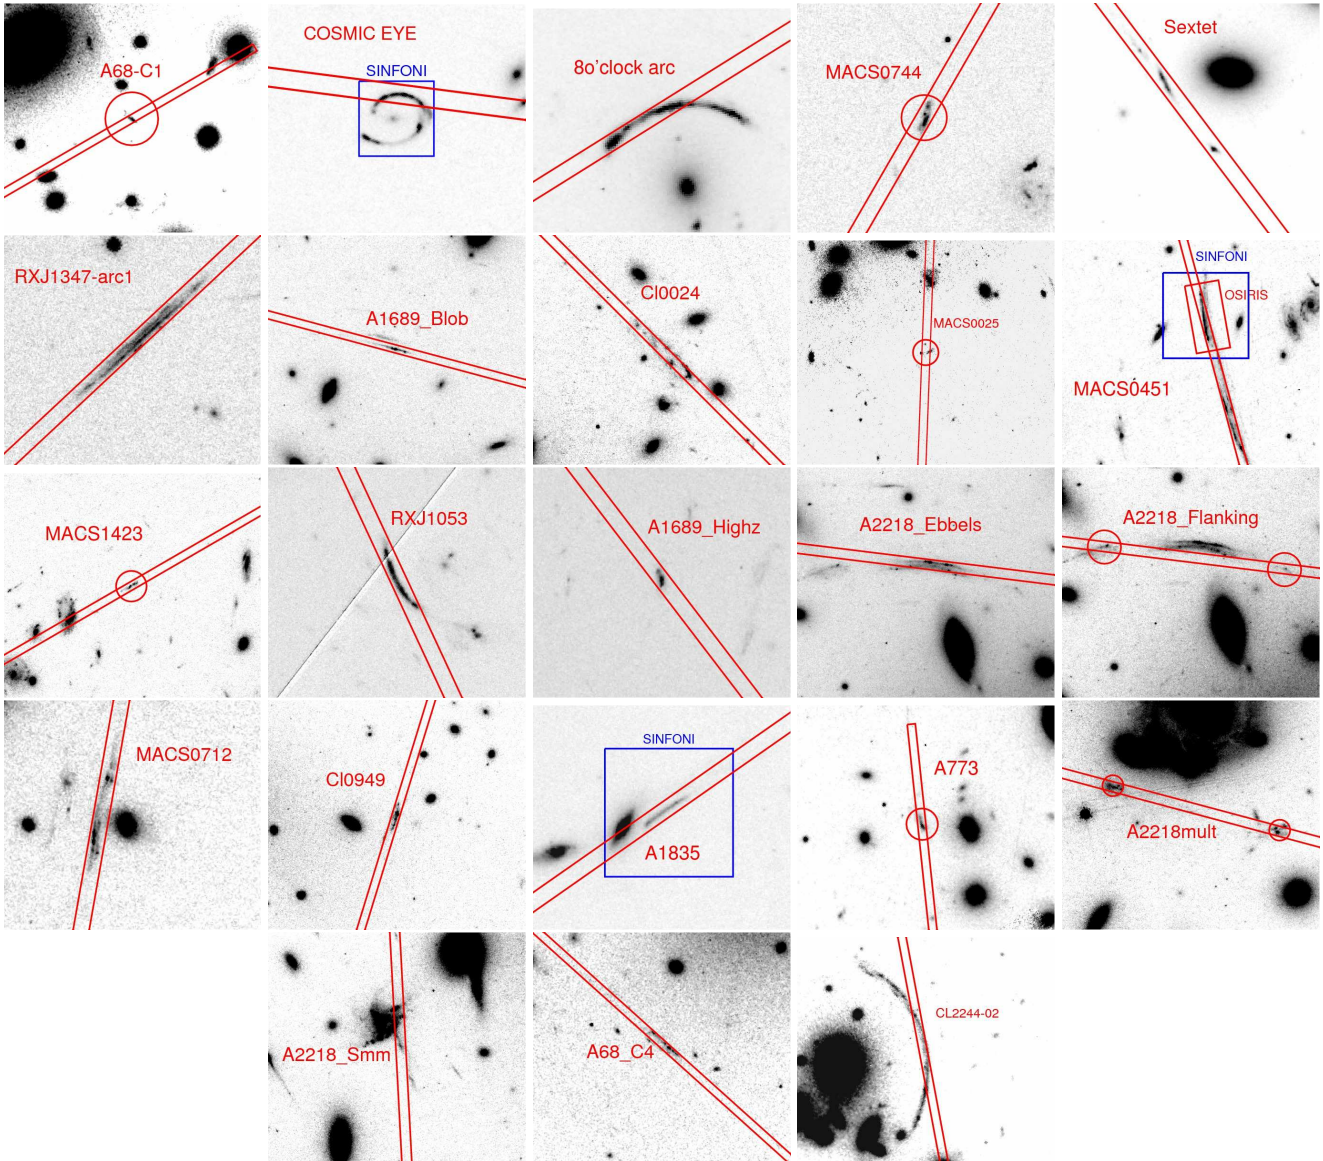 A68-C1
COSMIC EYE
SINFONI
8o'clock arc
MACS0744
Sextet
RXJ1347-arc1
A1689_Blob
Cl0024
MACS0025
SINFONI
OSIRIS
MACS0451
MACS1423
RXJ1053
A1689_Highz
A2218_Ebbels
A2218_Flanking
MACS0712
Cl0949
SINFONI
A1835
A773
A2218mult
A2218_Smm
A68_C4
CL2244-02